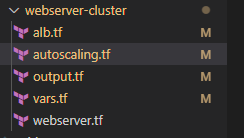 webserver-cluster
alb.tf M
autoscaling.tf M
output.tf M
vars.tf M
webserver.tf